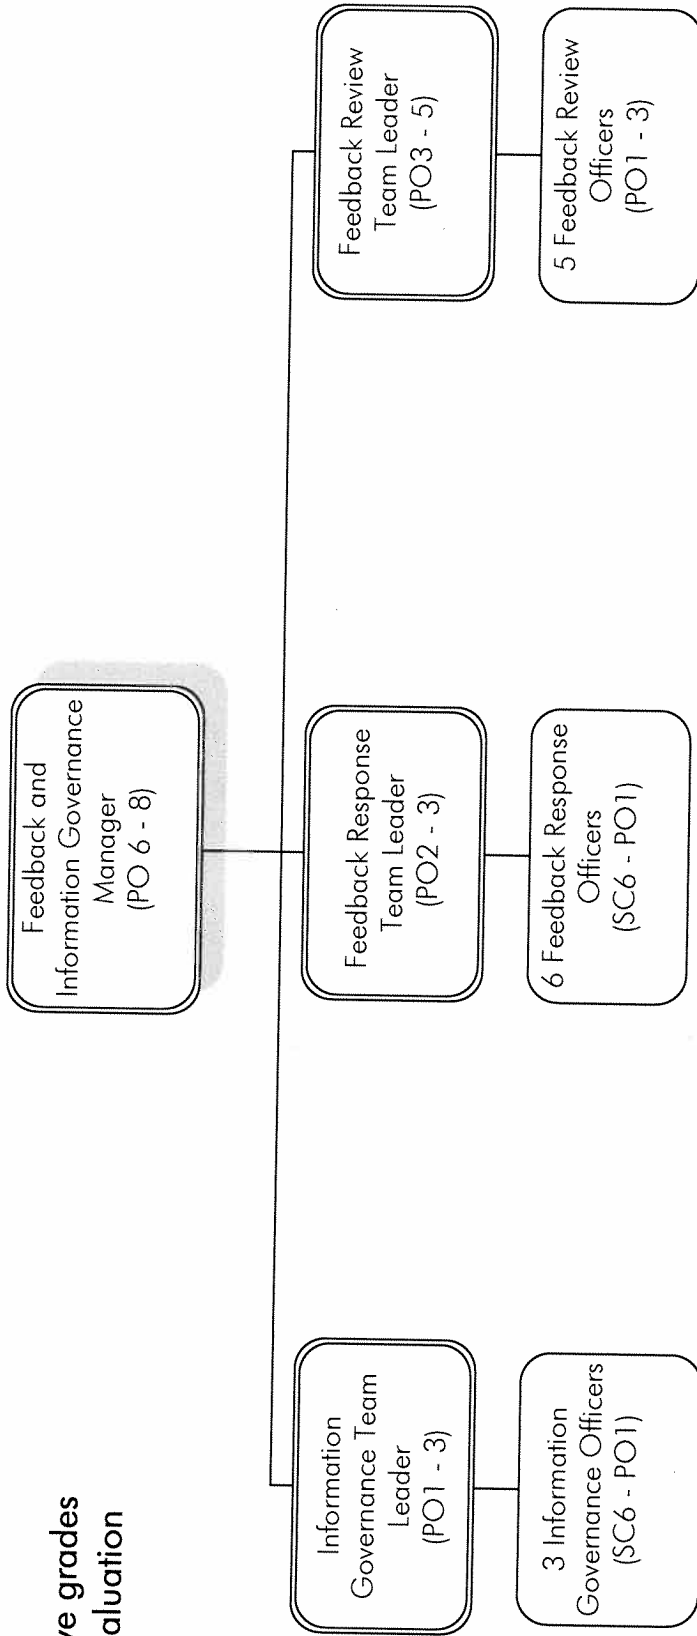 ve grades
aluation
Feedback and
Information Governance
Manager
(PO 6 - 8)
Information
Governance Team
Leader
(PO1 - 3)
3 Information
Governance Officers
(SC6 - PO1)
Feedback Response
Team Leader
(PO2 - 3)
6 Feedback Response
Officers
(SC6 - PO1)
Feedback Review
Team Leader
(PO3 - 5)
5 Feedback Review
Officers
(PO1 - 3)